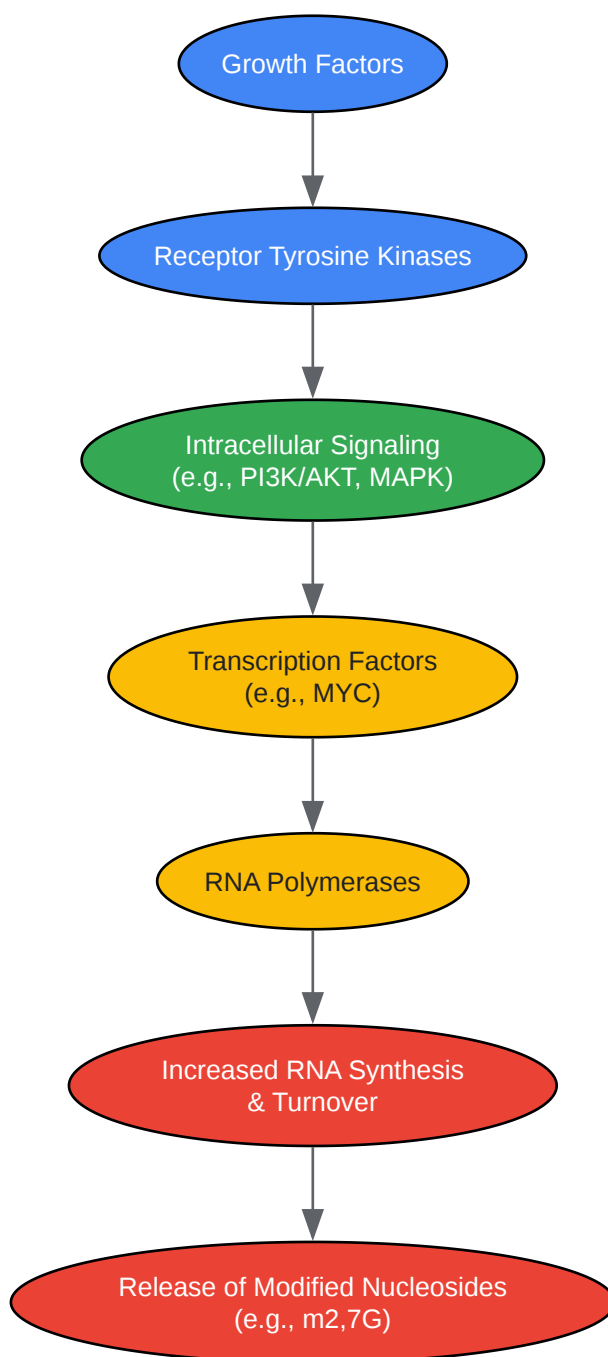 Growth Factors
Receptor Tyrosine Kinases
Intracellular Signaling
(e.g., PI3K/AKT, MAPK)
Transcription Factors
(e.g., MYC)
RNA Polymerases
Increased RNA Synthesis
& Turnover
Release of Modified Nucleosides
(e.g., m2,7G)